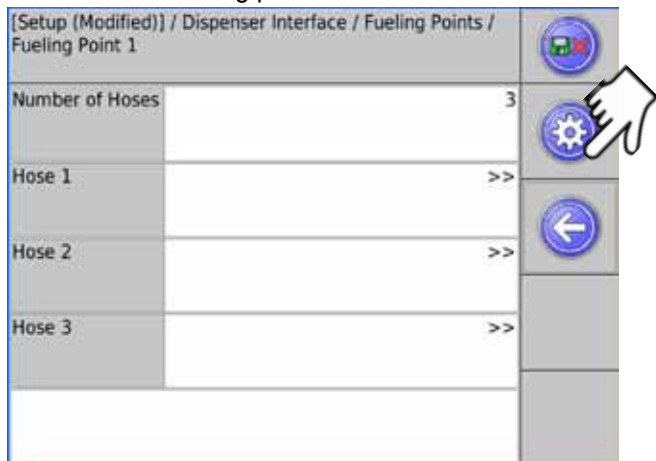 [Setup (Modified)] / Dispenser Interface / Fueling Points /
Fueling Point 1
Number of Hoses 3
Hose 1 >>
Hose 2 >>
Hose 3 >>